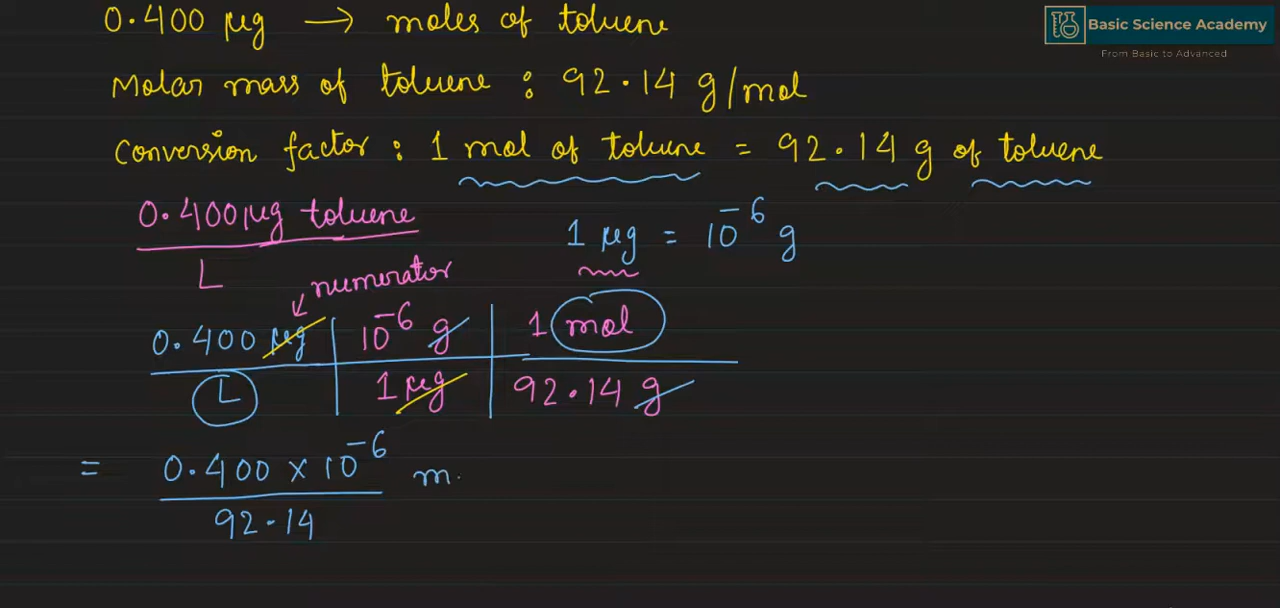 0.400 µg → moles of toluene
Basic Science Academy
From Basic to Advanced
Molar mass of toluene : 92.14 g/mol
Conversion factor : 1 mol of toluene = 92.14 g of toluene
0.400 µg toluene
L
1 µg = 10⁻⁶ g
numerator
0.400 µg | 10⁻⁶ g | 1 mol
L | 1 µg | 92.14 g
= 0.400 × 10⁻⁶ m.
92.14